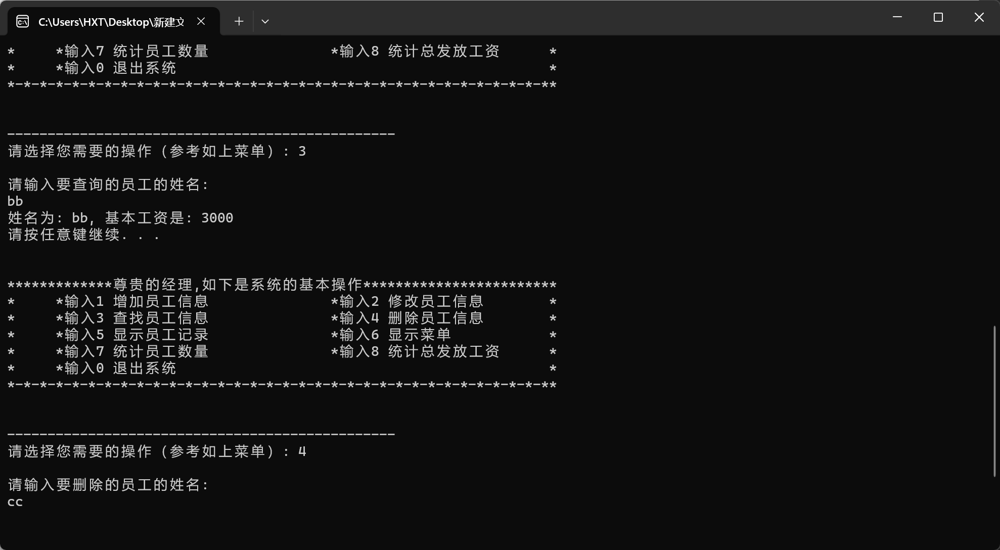 C:\Users\HXT\Desktop\新建文
*     *输入7 统计员工数量               *输入8 统计总发放工资      *
*     *输入0 退出系统                                              *
*-*-*-*-*-*-*-*-*-*-*-*-*-*-*-*-*-*-*-*-*-*-*-*-*-*-*-*-*-*-*-*-*-**
------------------------------------------------
请选择您需要的操作（参考如上菜单）: 3
请输入要查询的员工的姓名:
bb
姓名为: bb, 基本工资是: 3000
请按任意键继续. . .
*************尊贵的经理,如下是系统的基本操作************************
*     *输入1 增加员工信息               *输入2 修改员工信息        *
*     *输入3 查找员工信息               *输入4 删除员工信息        *
*     *输入5 显示员工记录               *输入6 显示菜单            *
*     *输入7 统计员工数量               *输入8 统计总发放工资      *
*     *输入0 退出系统                                              *
*-*-*-*-*-*-*-*-*-*-*-*-*-*-*-*-*-*-*-*-*-*-*-*-*-*-*-*-*-*-*-*-*-**
------------------------------------------------
请选择您需要的操作（参考如上菜单）: 4
请输入要删除的员工的姓名:
cc